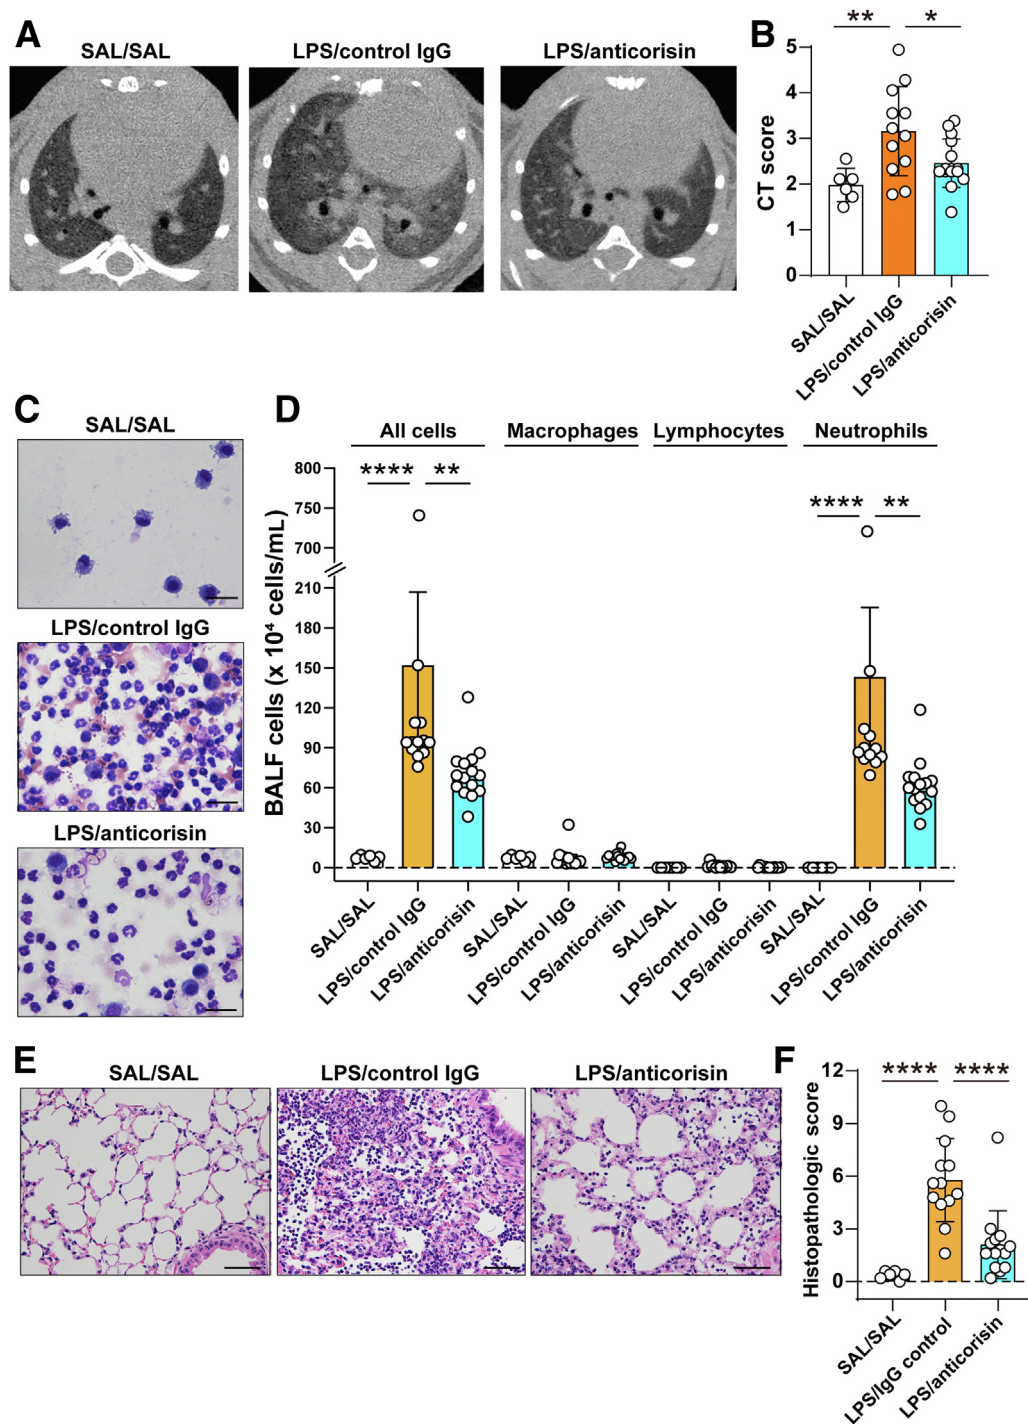 A
SAL/SAL
LPS/control IgG
LPS/anticorisin
B
** *
CT score
5
4
3
2
1
0
SAL/SAL
LPS/control IgG
LPS/anticorisin
C
SAL/SAL
LPS/control IgG
LPS/anticorisin
D
All cells
Macrophages
Lymphocytes
Neutrophils
**** **
**** **
BALF cells (x 10⁴ cells/mL)
800
750
700
210
180
150
120
90
60
30
0
SAL/SAL
LPS/control IgG
LPS/anticorisin
SAL/SAL
LPS/control IgG
LPS/anticorisin
SAL/SAL
LPS/control IgG
LPS/anticorisin
SAL/SAL
LPS/control IgG
LPS/anticorisin
E
SAL/SAL
LPS/control IgG
LPS/anticorisin
F
**** ****
Histopathologic score
12
9
6
3
0
SAL/SAL
LPS/IgG control
LPS/anticorisin